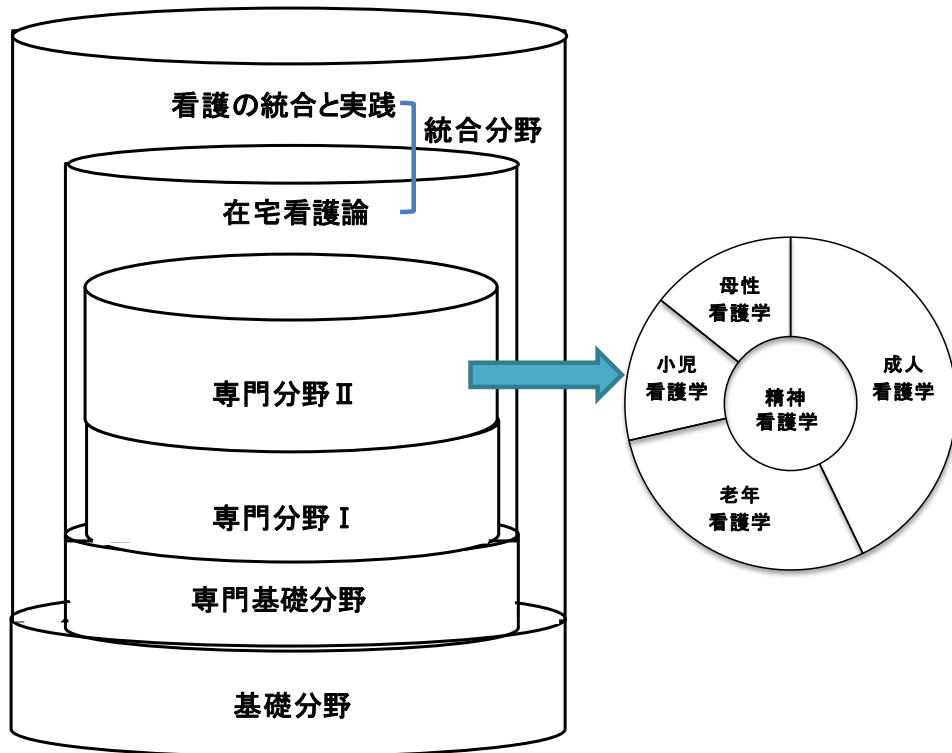 看護の統合と実践
統合分野
在宅看護論
専門分野Ⅱ
専門分野Ⅰ
専門基礎分野
基礎分野
母性
看護学
小児
看護学
成人
看護学
精神
看護学
老年
看護学